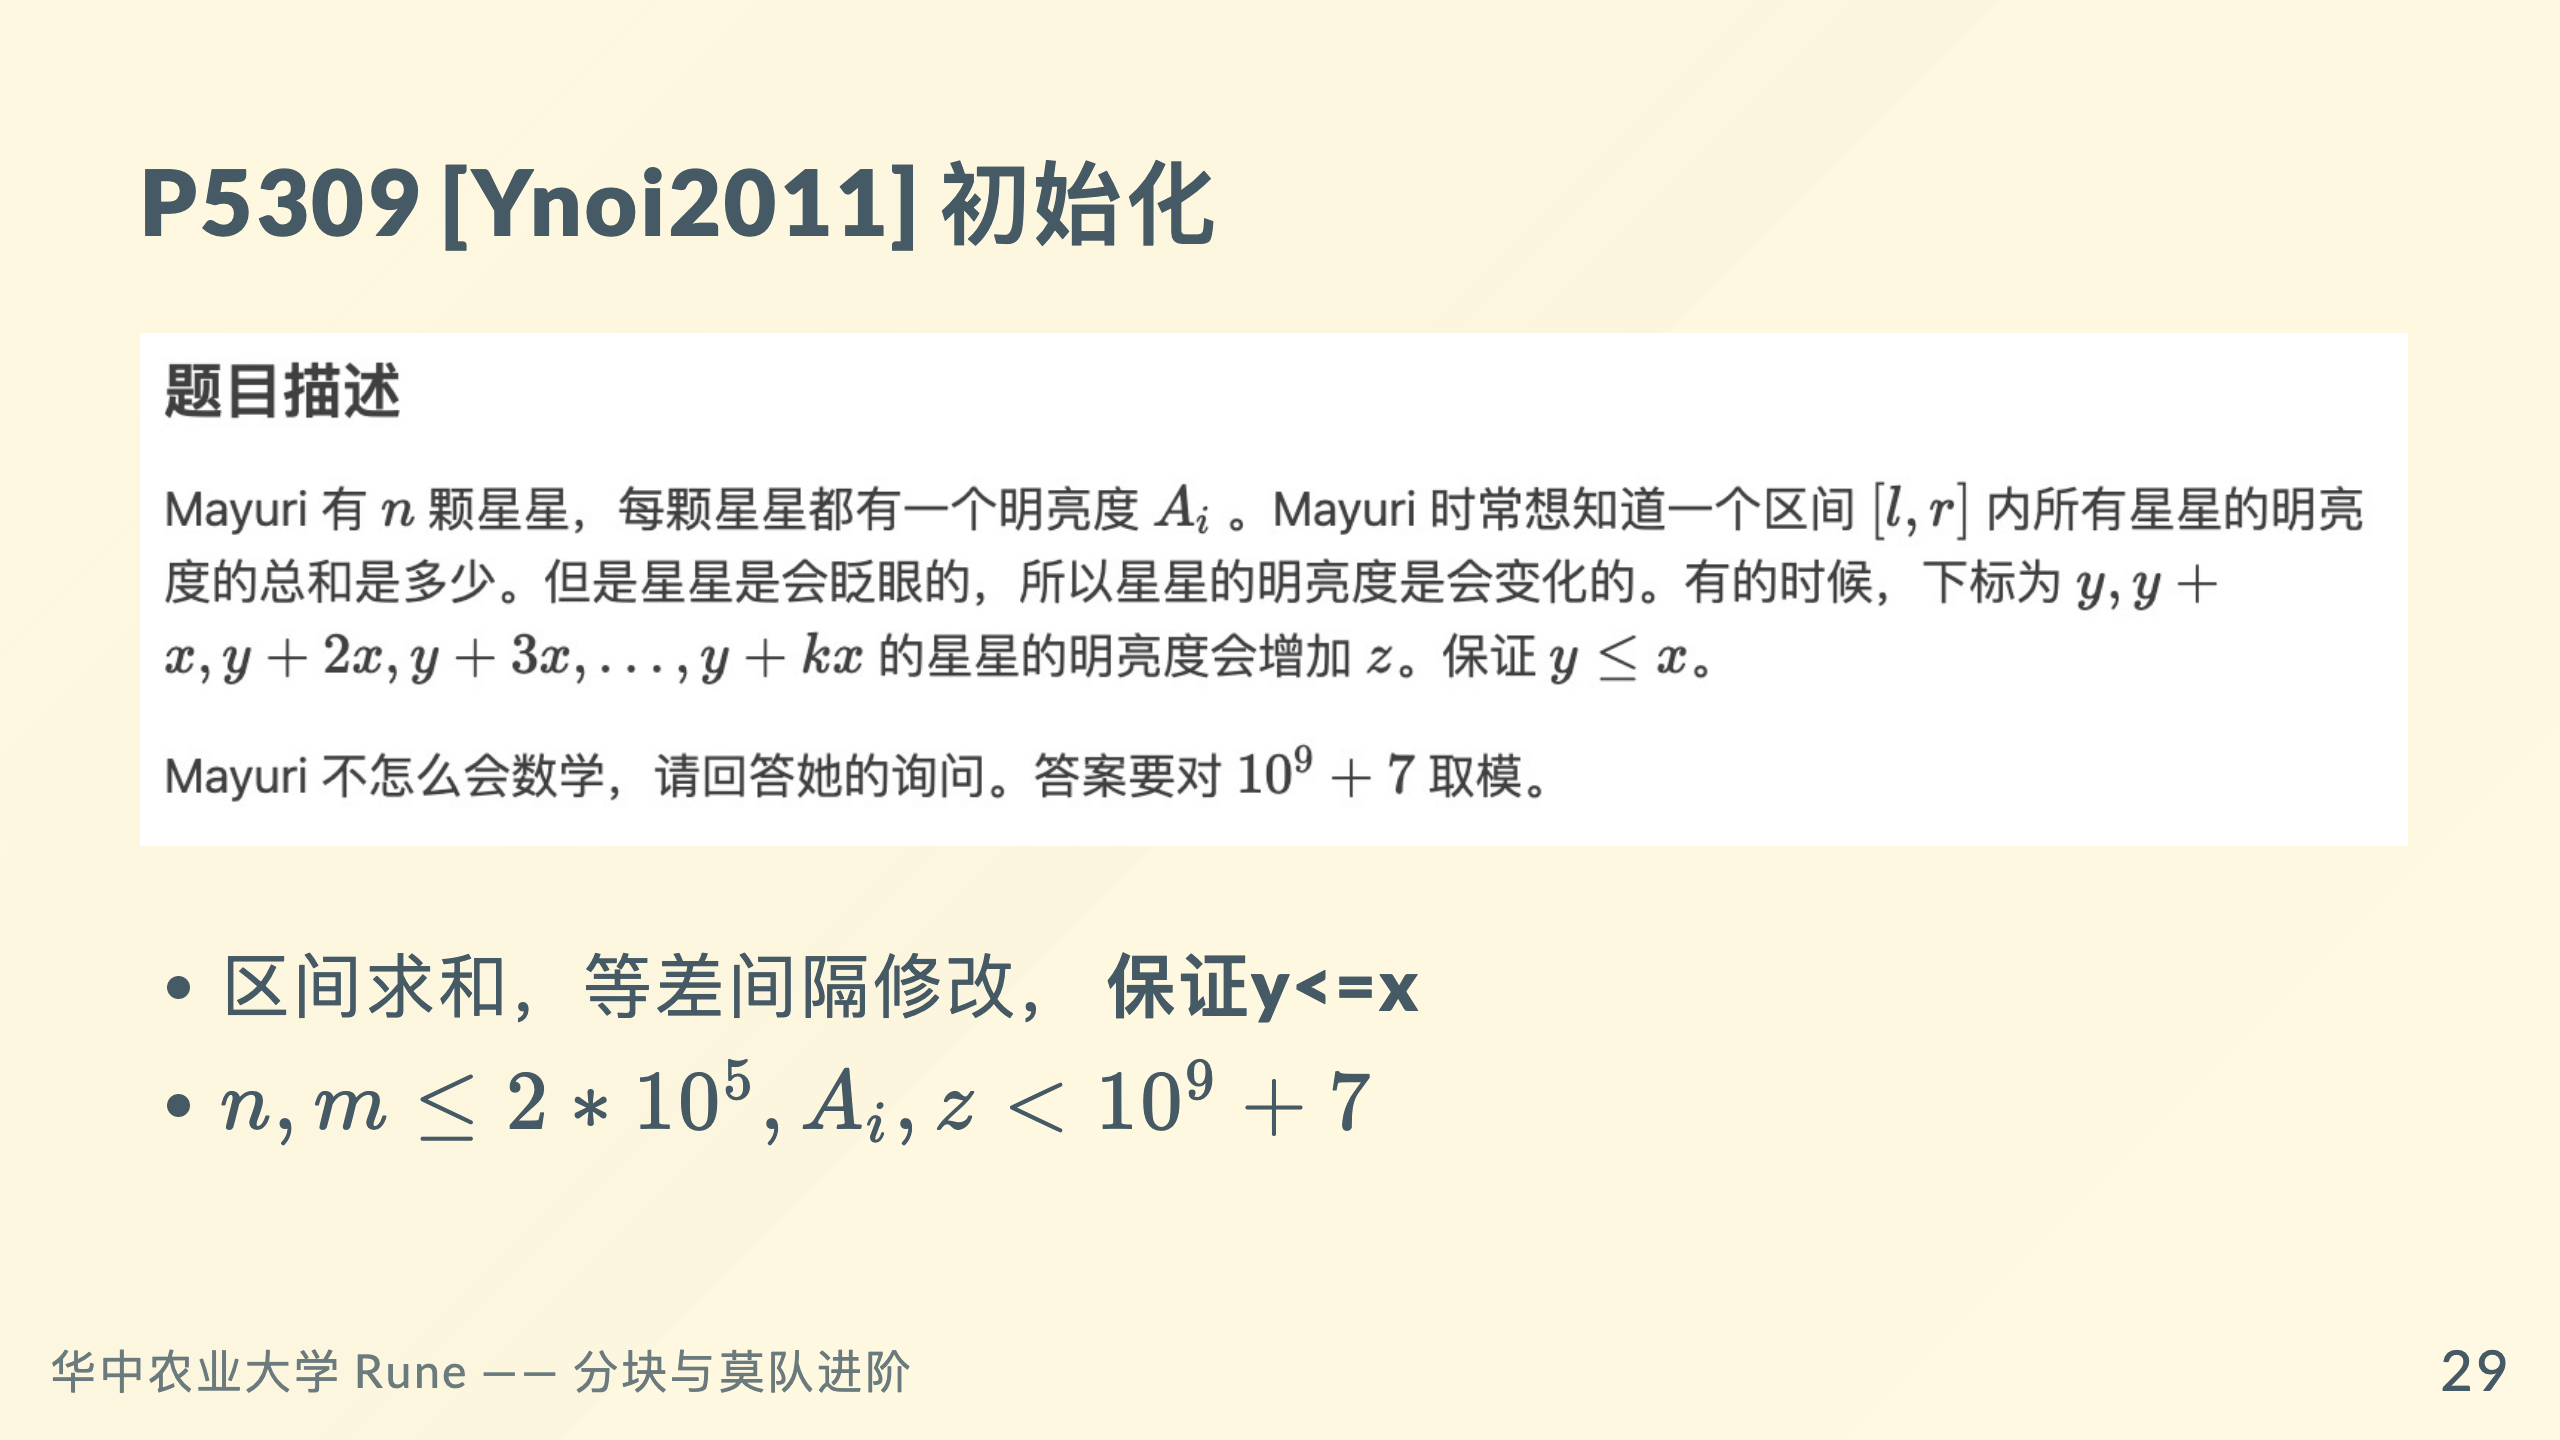 P5309 [Ynoi2011] 初始化
题目描述
Mayuri 有 n 颗星星，每颗星星都有一个明亮度 A_i 。Mayuri 时常想知道一个区间 [l, r] 内所有星星的明亮
度的总和是多少。但是星星是会眨眼的，所以星星的明亮度是会变化的。有的时候，下标为 y, y +
x, y + 2x, y + 3x, . . . , y + kx 的星星的明亮度会增加 z。保证 y ≤ x。
Mayuri 不怎么会数学，请回答她的询问。答案要对 10^9 + 7 取模。
• 区间求和，等差间隔修改， 保证y<=x
• n, m ≤ 2 * 10^5, A_i, z < 10^9 + 7
华中农业大学 Rune —— 分块与莫队进阶
29